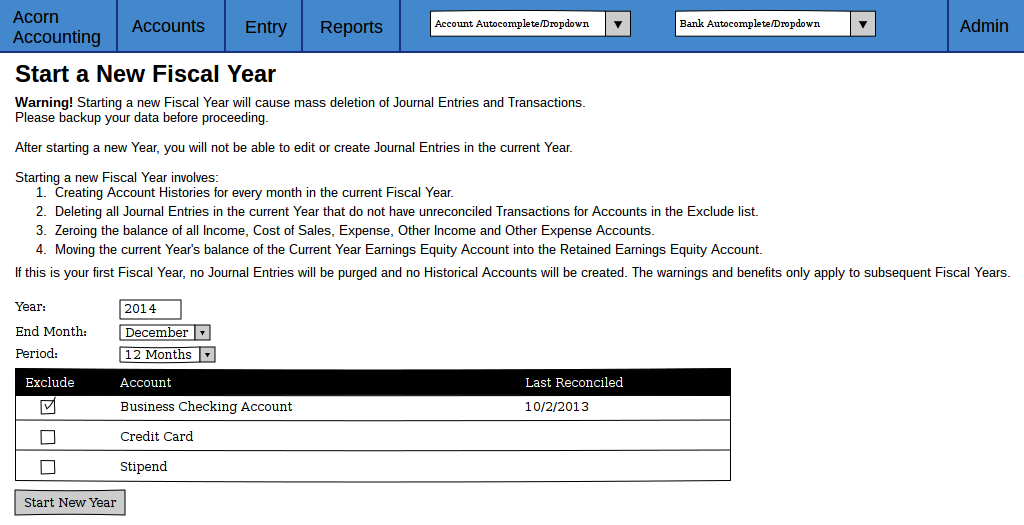 Acorn
Accounting
Accounts
Entry
Reports
Account Autocomplete/Dropdown
Bank Autocomplete/Dropdown
Admin
Start a New Fiscal Year
Warning! Starting a new Fiscal Year will cause mass deletion of Journal Entries and Transactions.
Please backup your data before proceeding.
After starting a new Year, you will not be able to edit or create Journal Entries in the current Year.
Starting a new Fiscal Year involves:
1. Creating Account Histories for every month in the current Fiscal Year.
2. Deleting all Journal Entries in the current Year that do not have unreconciled Transactions for Accounts in the Exclude list.
3. Zeroing the balance of all Income, Cost of Sales, Expense, Other Income and Other Expense Accounts.
4. Moving the current Year's balance of the Current Year Earnings Equity Account into the Retained Earnings Equity Account.
If this is your first Fiscal Year, no Journal Entries will be purged and no Historical Accounts will be created. The warnings and benefits only apply to subsequent Fiscal Years.
Year: 2014
End Month: December
Period: 12 Months
Exclude Account Last Reconciled
Business Checking Account 10/2/2013
Credit Card
Stipend
Start New Year